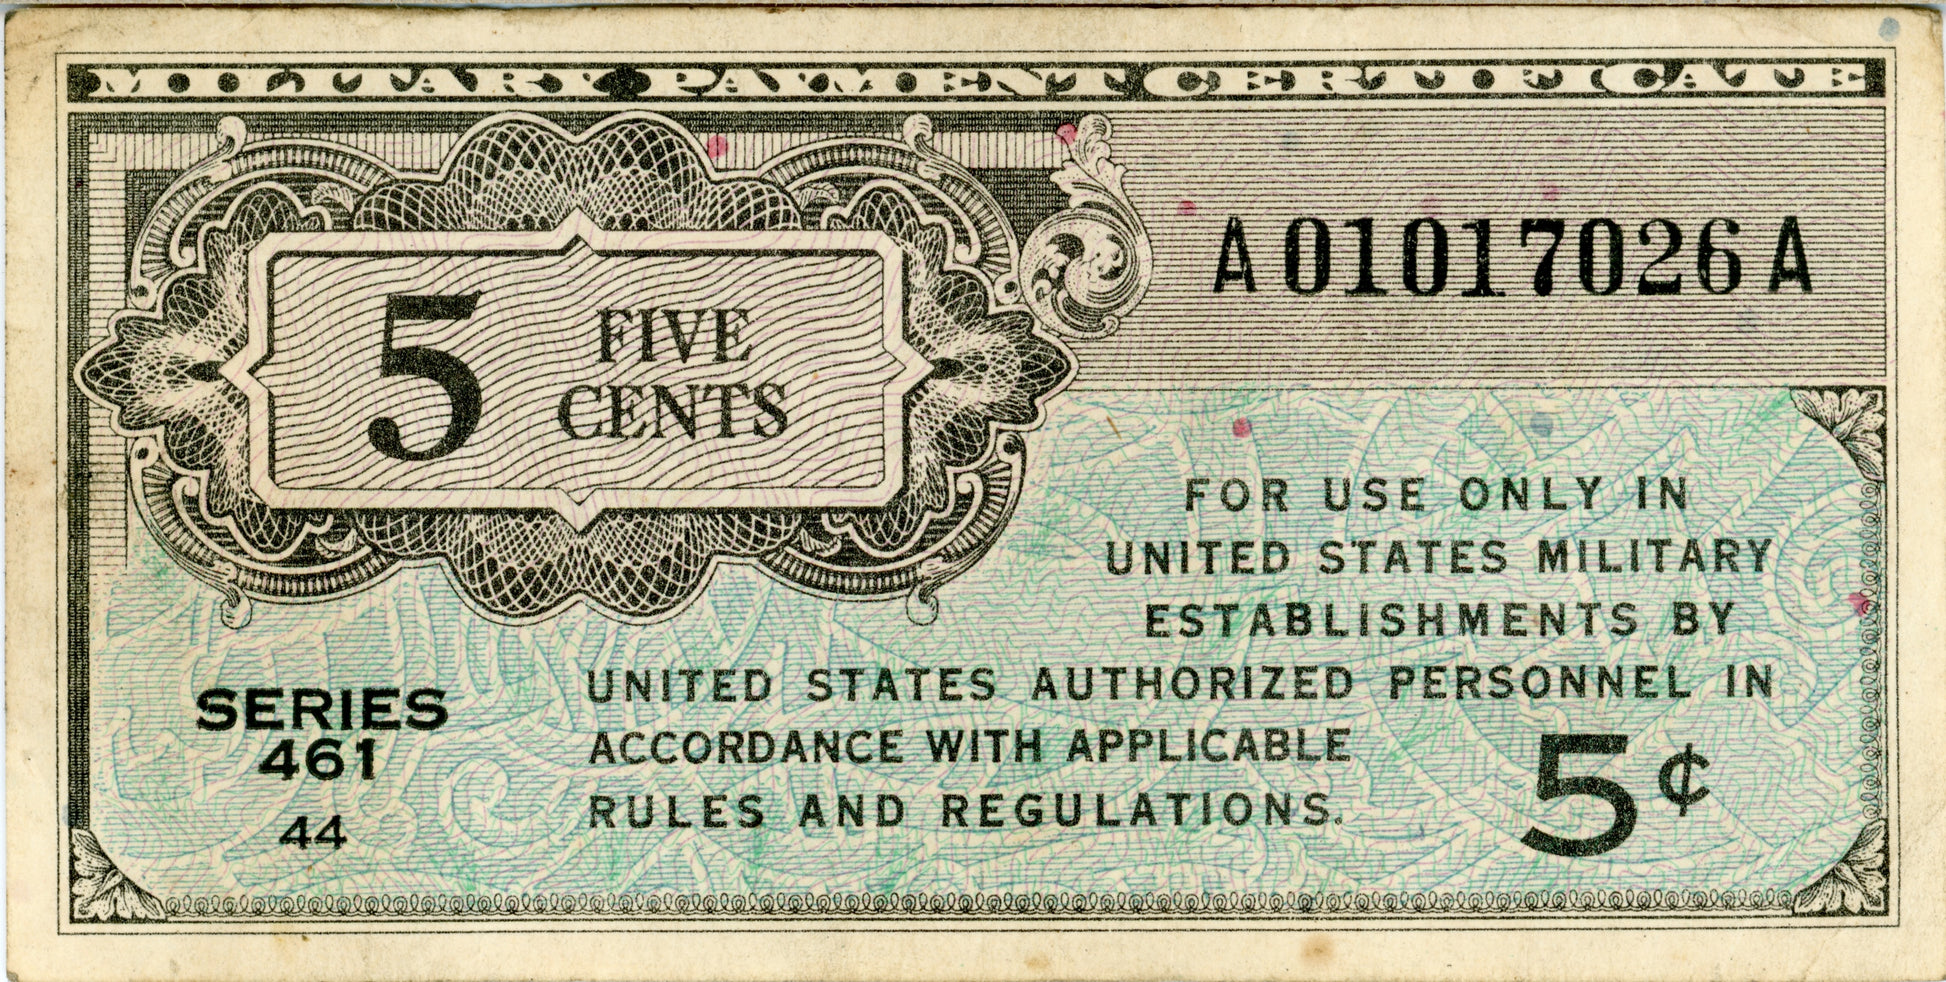 MILITARY PAYMENT CERTIFICATE
A01017026A
5 FIVE CENTS
FOR USE ONLY IN
UNITED STATES MILITARY
ESTABLISHMENTS BY
UNITED STATES AUTHORIZED PERSONNEL IN
ACCORDANCE WITH APPLICABLE
RULES AND REGULATIONS.
SERIES
461
44
5¢